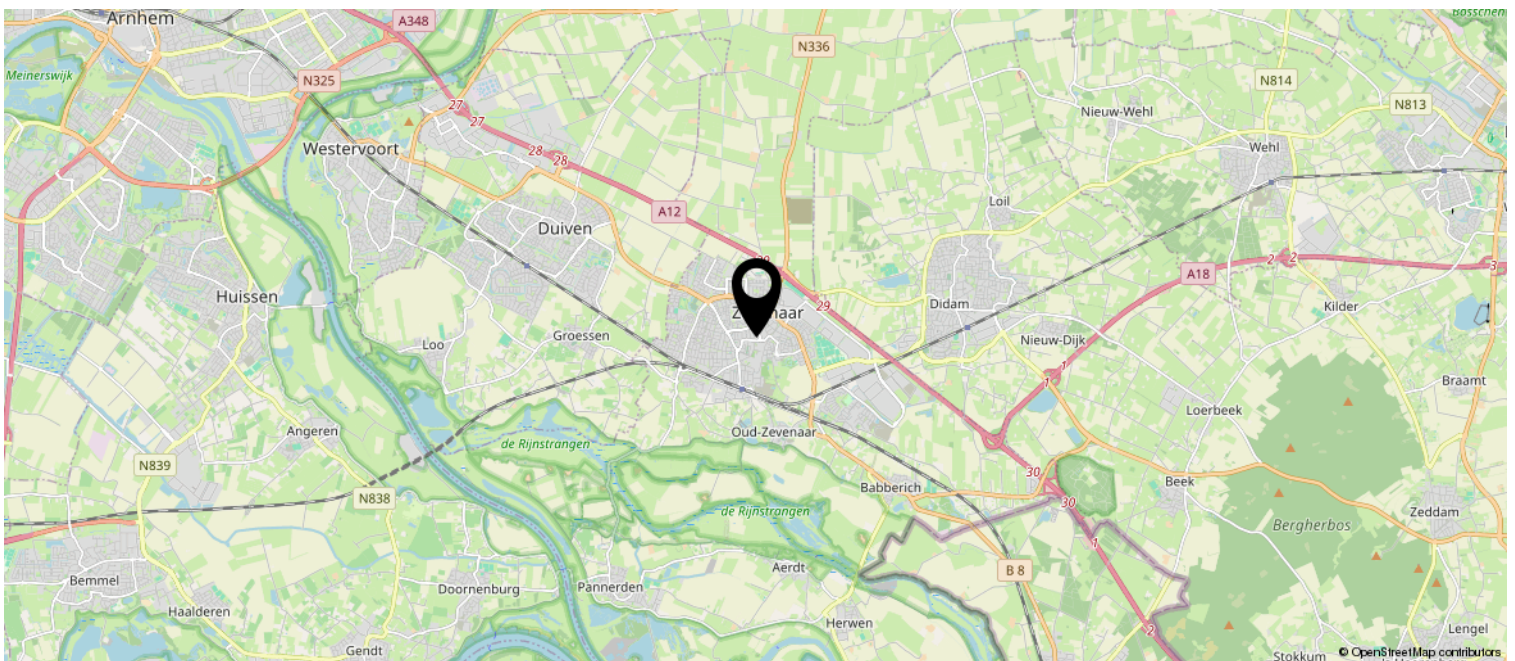 Arnhem
A348
Bosschen
Meinerswijk
N325
N336
N814
N813
27
27
Nieuw-Wehl
Westervoort
28
28
Wehl
A12
Loil
Duiven
Huissen
29
A18
2
2
3
Didam
Kilder
Zevenaar
29
Groessen
Loo
Nieuw-Dijk
1
1
Braamt
Loerbeek
Angeren
Oud-Zevenaar
de Rijnstrangen
N839
30
Babberich
Beek
N838
30
de Rijnstrangen
Zeddam
Bergherbos
1
Aerdt
B 8
Bemmel
Doornenburg
Pannerden
Haalderen
Herwen
2
Lengel
Gendt
Stokkum
© OpenStreetMap contributors